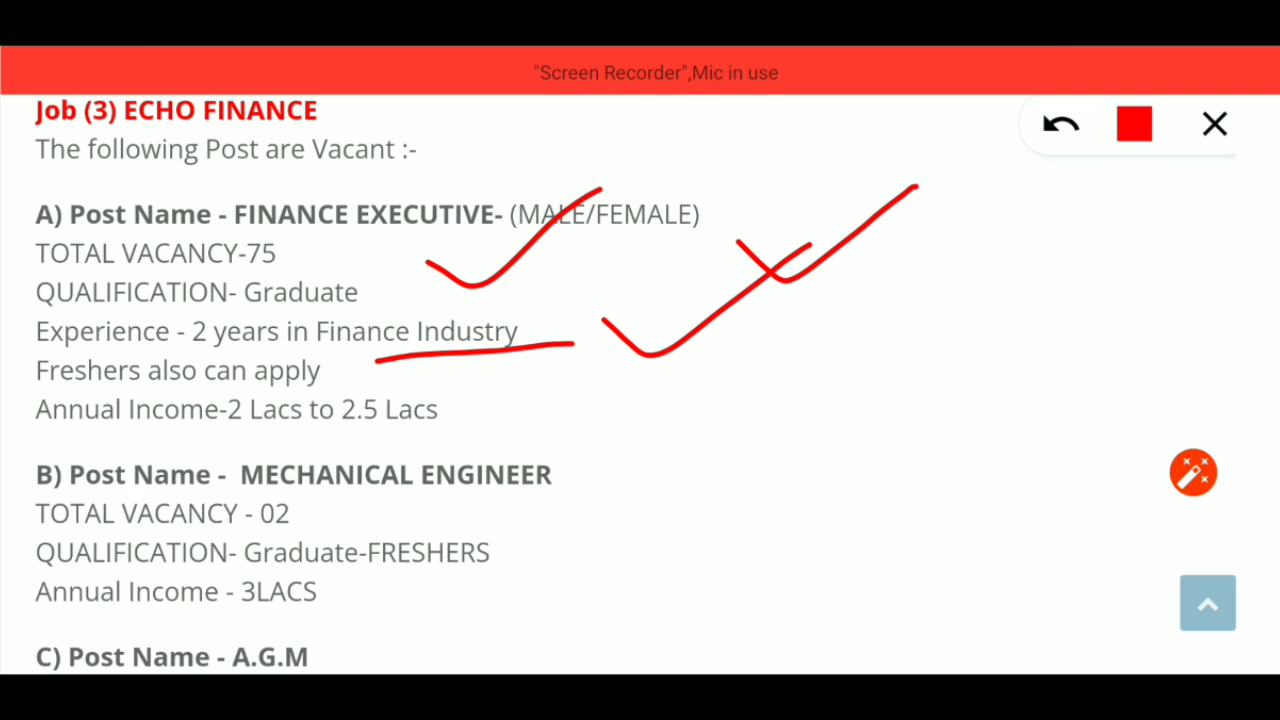 "Screen Recorder",Mic in use
Job (3) ECHO FINANCE
The following Post are Vacant :-
A) Post Name - FINANCE EXECUTIVE- (MALE/FEMALE)
TOTAL VACANCY-75
QUALIFICATION- Graduate
Experience - 2 years in Finance Industry
Freshers also can apply
Annual Income-2 Lacs to 2.5 Lacs
B) Post Name -  MECHANICAL ENGINEER
TOTAL VACANCY - 02
QUALIFICATION- Graduate-FRESHERS
Annual Income - 3LACS
C) Post Name - A.G.M